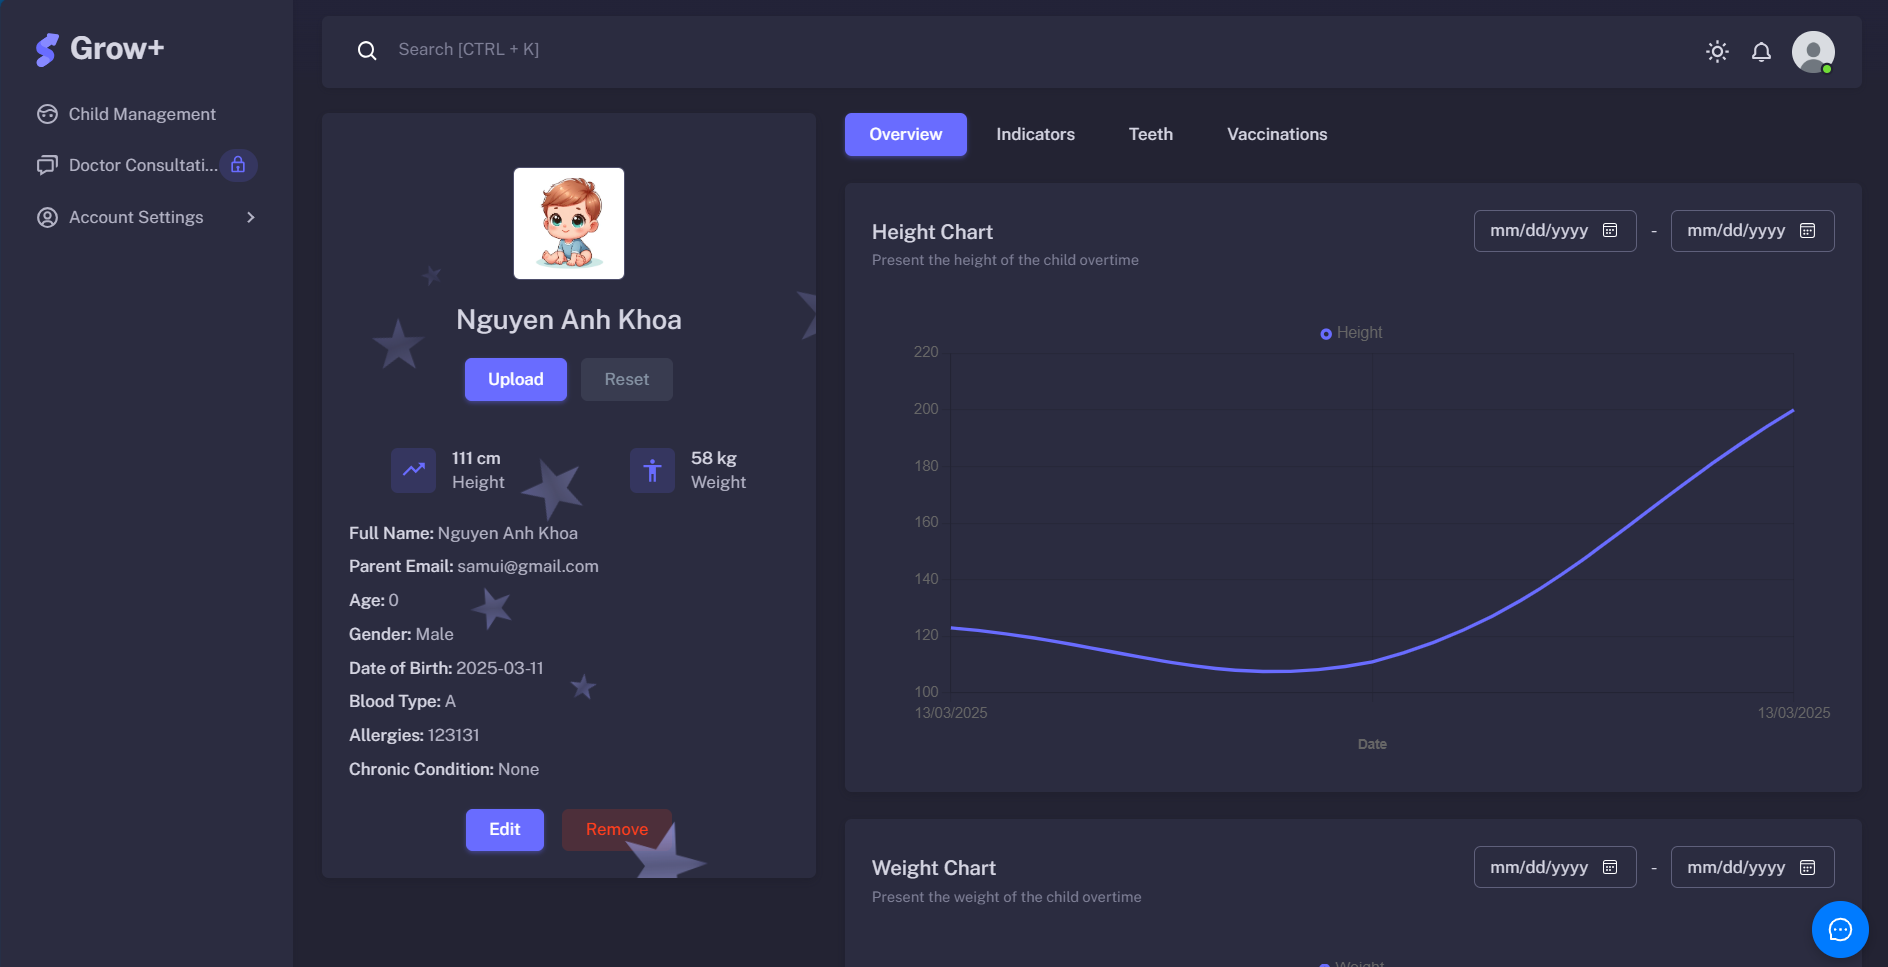 Grow+
Child Management
Doctor Consultati...
Account Settings
Search [CTRL + K]
Nguyen Anh Khoa
Upload
Reset
111 cm
Height
58 kg
Weight
Full Name: Nguyen Anh Khoa
Parent Email: samui@gmail.com
Age: 0
Gender: Male
Date of Birth: 2025-03-11
Blood Type: A
Allergies: 123131
Chronic Condition: None
Edit
Remove
Overview
Indicators
Teeth
Vaccinations
Height Chart
Present the height of the child overtime
mm/dd/yyyy - mm/dd/yyyy
Height
220
200
180
160
140
120
100
13/03/2025
13/03/2025
Date
Weight Chart
Present the weight of the child overtime
mm/dd/yyyy - mm/dd/yyyy
Weight